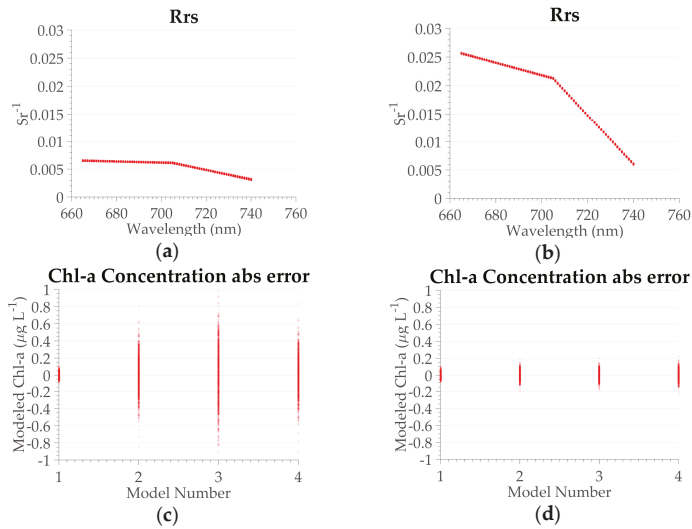 Rrs
Sr-1
0.03
0.025
0.02
0.015
0.01
0.005
0
660 680 700 720 740 760
Wavelength (nm)
(a)
Rrs
Sr-1
0.03
0.025
0.02
0.015
0.01
0.005
0
660 680 700 720 740 760
Wavelength (nm)
(b)
Chl-a Concentration abs error
Modeled Chl-a (µg L-1)
1
0.8
0.6
0.4
0.2
0
-0.2
-0.4
-0.6
-0.8
-1
1 2 3 4
Model Number
(c)
Chl-a Concentration abs error
Modeled Chl-a (µg L-1)
1
0.8
0.6
0.4
0.2
0
-0.2
-0.4
-0.6
-0.8
-1
1 2 3 4
Model Number
(d)